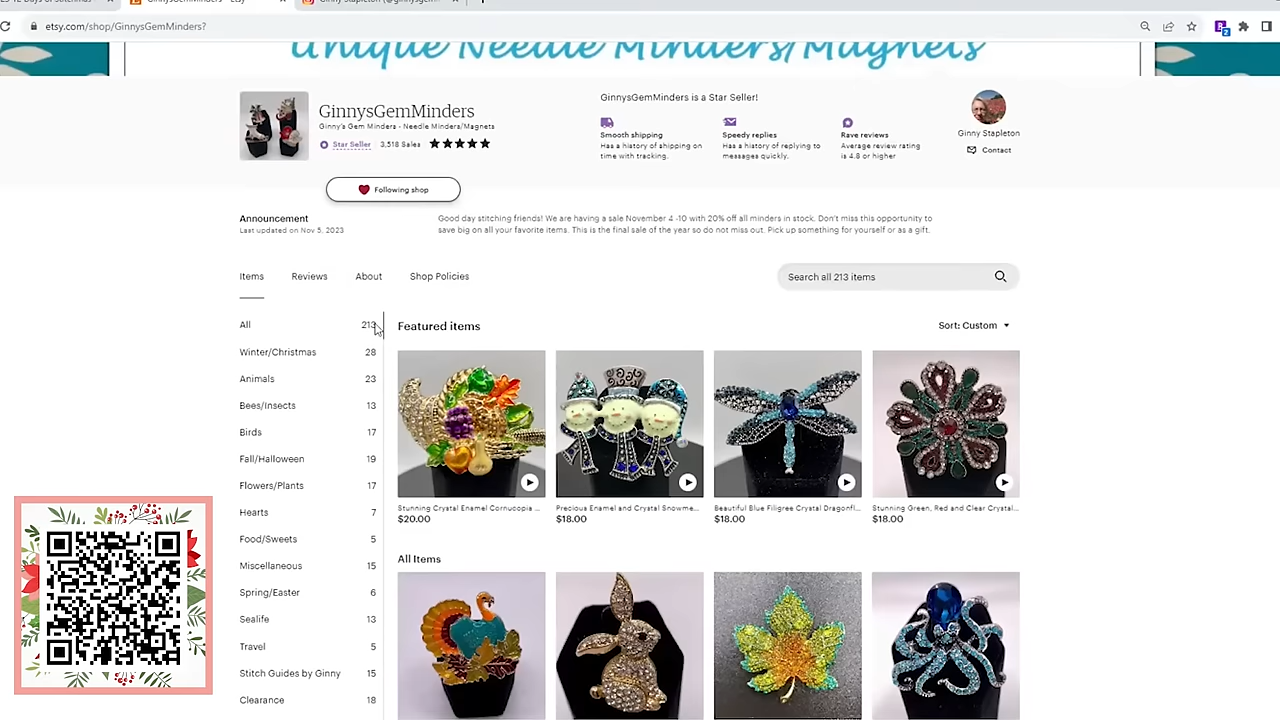 GinnysGemMinders - Etsy
Ginny Stapleton (@ginnysgem
etsy.com/shop/GinnysGemMinders?
Unique Needle Minders/Magnets
GinnysGemMinders
Ginny's Gem Minders - Needle Minders/Magnets
Star Seller 3,518 Sales
Following shop
GinnysGemMinders is a Star Seller!
Smooth shipping
Has a history of shipping on
time with tracking.
Speedy replies
Has a history of replying to
messages quickly.
Rave reviews
Average review rating
is 4.8 or higher
Ginny Stapleton
Contact
Announcement
Last updated on Nov 5, 2023
Good day stitching friends! We are having a sale November 4 -10 with 20% off all minders in stock. Don't miss this opportunity to
save big on all your favorite items. This is the final sale of the year so do not miss out. Pick up something for yourself or as a gift.
Items Reviews About Shop Policies
Search all 213 items
All 213
Winter/Christmas 28
Animals 23
Bees/Insects 13
Birds 17
Fall/Halloween 19
Flowers/Plants 17
Hearts 7
Food/Sweets 5
Miscellaneous 15
Spring/Easter 6
Sealife 13
Travel 5
Stitch Guides by Ginny 15
Clearance 18
Featured items
Sort: Custom
Stunning Crystal Enamel Cornucopia ...
$20.00
Precious Enamel and Crystal Snowme...
$18.00
Beautiful Blue Filigree Crystal Dragonfl...
$18.00
Stunning Green, Red and Clear Crystal...
$18.00
All Items